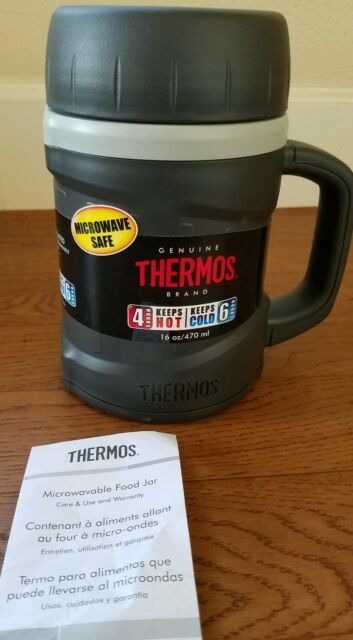 MICROWAVE
SAFE
GENUINE
THERMOS
BRAND
4 HOURS KEEPS HOT KEEPS COLD 6 HOURS
16 oz/470 ml
THERMOS
THERMOS
Microwavable Food Jar
Care & Use and Warranty
Contenant à aliments allant
au four à micro-ondes
Entretien, utilisation et garantie
Termo para alimentos que
puede llevarse al microondas
Usos, cuidados y garantía